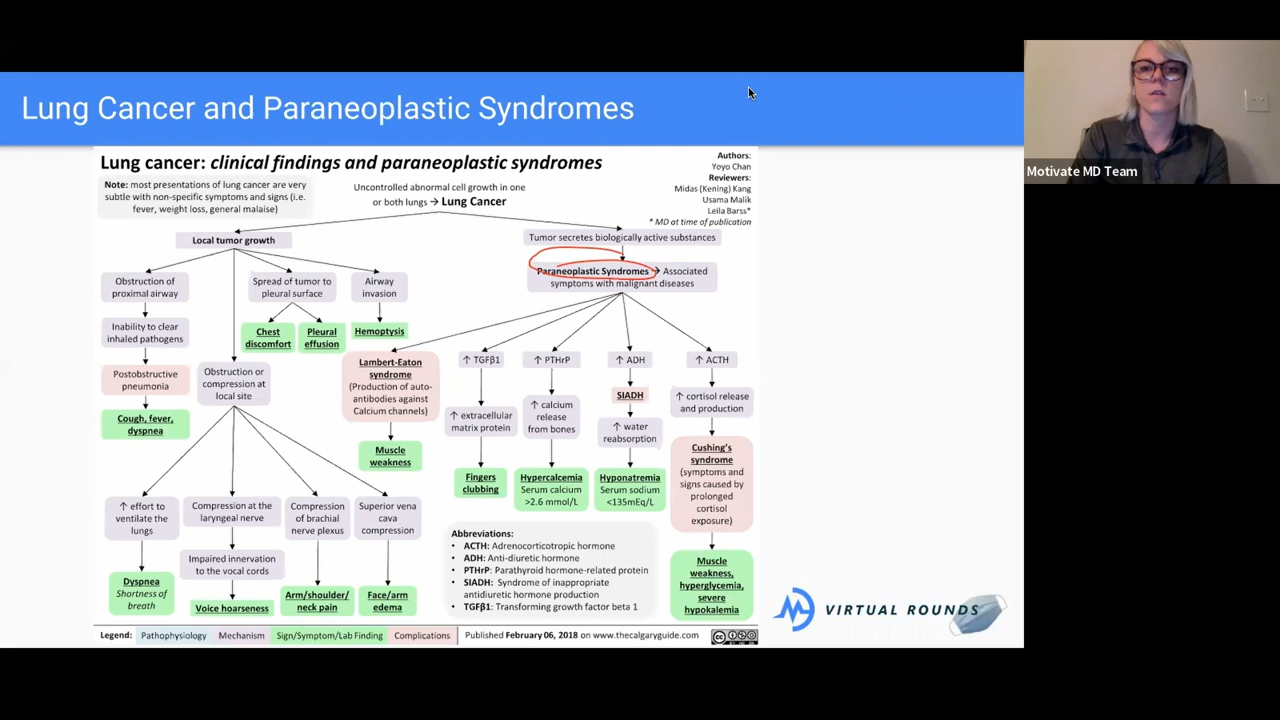 Lung Cancer and Paraneoplastic Syndromes
Motivate MD Team
Lung cancer: clinical findings and paraneoplastic syndromes
Authors:
Yoyo Chan
Reviewers:
Midas (Kening) Kang
Usama Malik
Leila Barss*
* MD at time of publication
Note: most presentations of lung cancer are very
subtle with non-specific symptoms and signs (i.e.
fever, weight loss, general malaise)
Uncontrolled abnormal cell growth in one
or both lungs → Lung Cancer
Local tumor growth
Tumor secretes biologically active substances
Paraneoplastic Syndromes → Associated
symptoms with malignant diseases
Obstruction of
proximal airway
Spread of tumor to
pleural surface
Airway
invasion
Inability to clear
inhaled pathogens
Chest
discomfort
Pleural
effusion
Hemoptysis
Postobstructive
pneumonia
Cough, fever,
dyspnea
Obstruction or
compression at
local site
Lambert-Eaton
syndrome
(Production of auto-
antibodies against
Calcium channels)
Muscle
weakness
↑ TGFβ1
↑ extracellular
matrix protein
Fingers
clubbing
↑ PTHrP
↑ calcium
release
from bones
Hypercalcemia
Serum calcium
>2.6 mmol/L
↑ ADH
SIADH
↑ water
reabsorption
Hyponatremia
Serum sodium
<135mEq/L
↑ ACTH
↑ cortisol release
and production
Cushing's
syndrome
(symptoms and
signs caused by
prolonged
cortisol
exposure)
Muscle
weakness,
hyperglycemia,
severe
hypokalemia
↑ effort to
ventilate the
lungs
Dyspnea
Shortness of
breath
Compression at the
laryngeal nerve
Impaired innervation
to the vocal cords
Voice hoarseness
Compression
of brachial
nerve plexus
Arm/shoulder/
neck pain
Superior vena
cava
compression
Face/arm
edema
Abbreviations:
• ACTH: Adrenocorticotropic hormone
• ADH: Anti-diuretic hormone
• PTHrP: Parathyroid hormone-related protein
• SIADH: Syndrome of inappropriate
antidiuretic hormone production
• TGFβ1: Transforming growth factor beta 1
VIRTUAL ROUNDS
Legend: Pathophysiology Mechanism Sign/Symptom/Lab Finding Complications
Published February 06, 2018 on www.thecalgaryguide.com